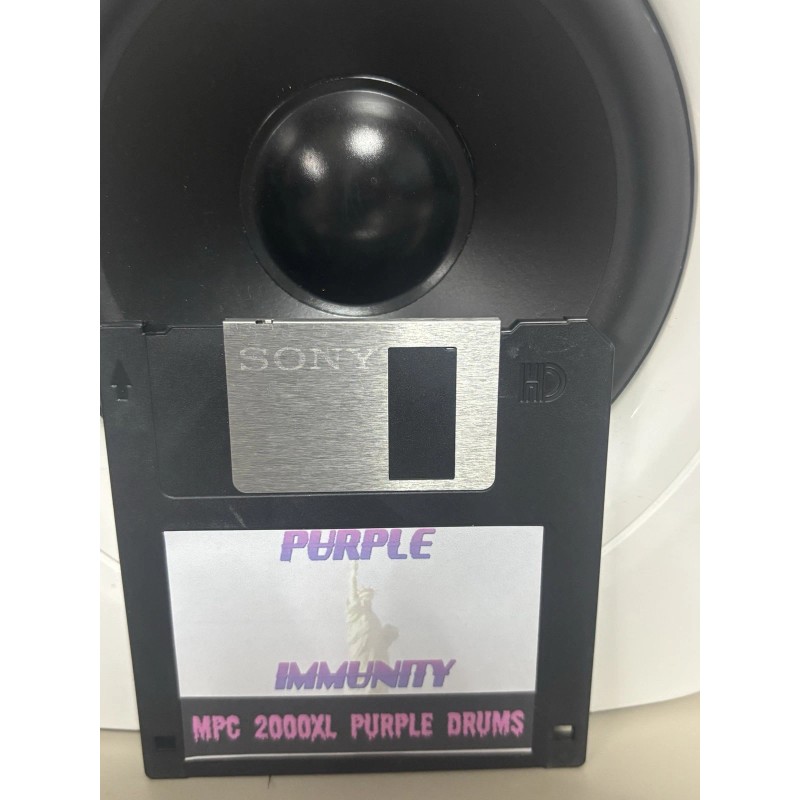 SONY
HD
PURPLE
IMMUNITY
MPC 2000XL PURPLE DRUMS